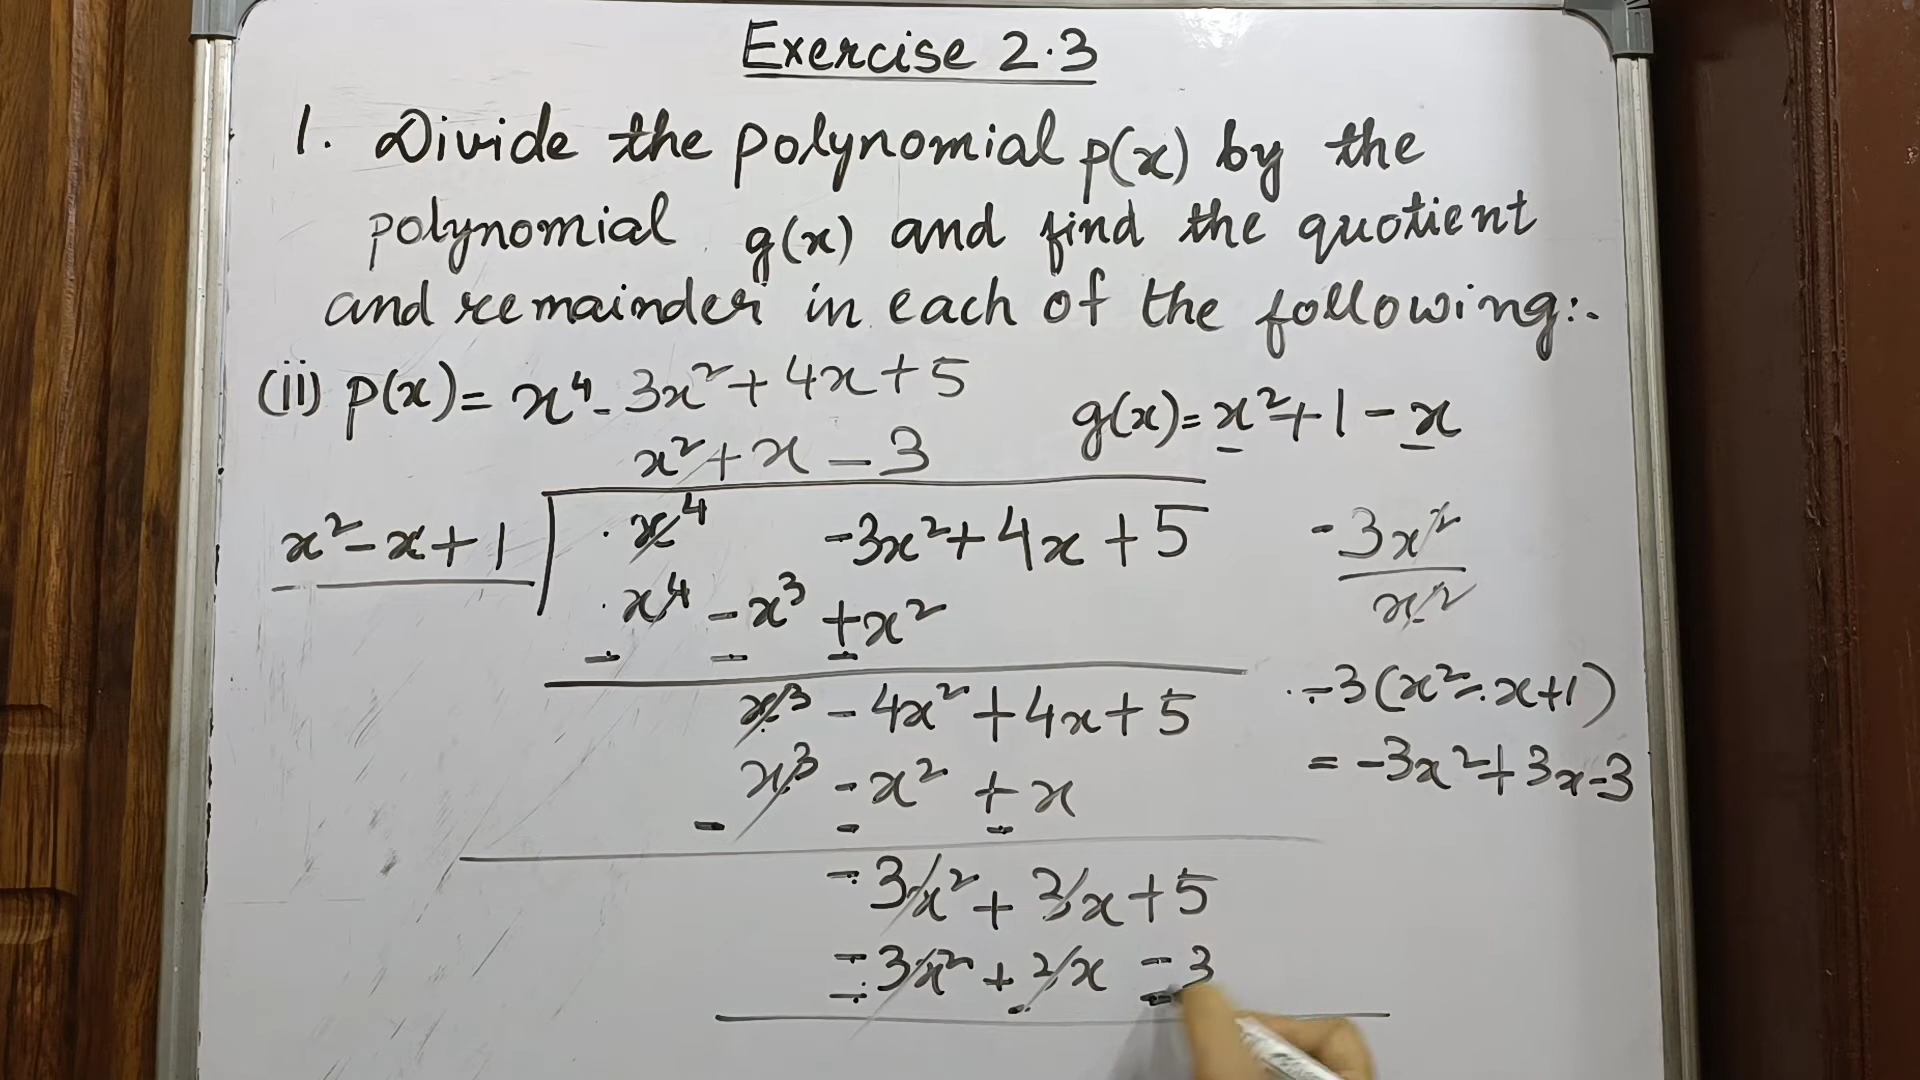 Exercise 2.3
1. Divide the polynomial p(x) by the
polynomial g(x) and find the quotient
and remainder in each of the following:-
(ii) p(x) = x⁴ - 3x² + 4x + 5
g(x) = x² + 1 - x
x² + x - 3
x² - x + 1
x⁴ -3x² + 4x + 5
x⁴ - x³ + x²
x³ - 4x² + 4x + 5
x³ - x² + x
-3x² + 3x + 5
-3x² + 3x - 3
-3x²
x²
-3(x² - x + 1)
= -3x² + 3x - 3